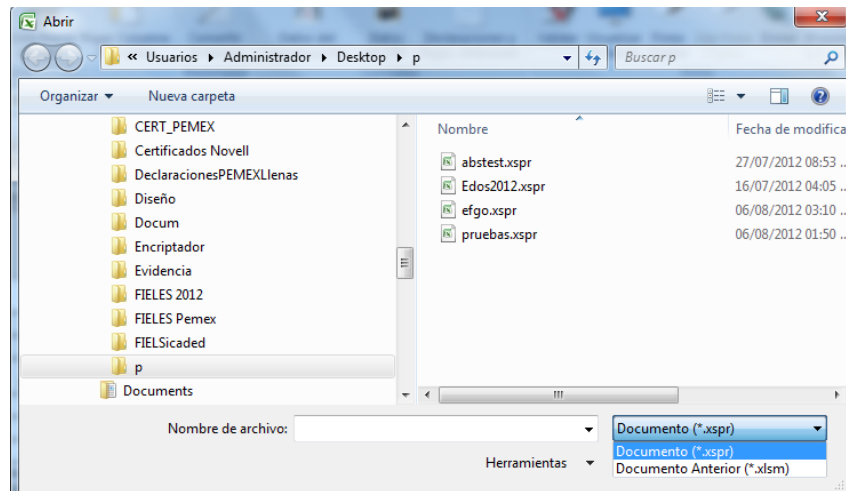 Abrir
« Usuarios ▸ Administrador ▸ Desktop ▸ p
Buscar p
Organizar
Nueva carpeta
CERT_PEMEX
Certificados Novell
DeclaracionesPEMEXLlenas
Diseño
Docum
Encriptador
Evidencia
FIELES 2012
FIELES Pemex
FIELSicaded
p
Documents
Nombre
Fecha de modifica
abstest.xspr
27/07/2012 08:53 ..
Edos2012.xspr
16/07/2012 04:05 ..
efgo.xspr
06/08/2012 03:10 ..
pruebas.xspr
06/08/2012 01:50 ..
Nombre de archivo:
Documento (*.xspr)
Documento (*.xspr)
Documento Anterior (*.xlsm)
Herramientas